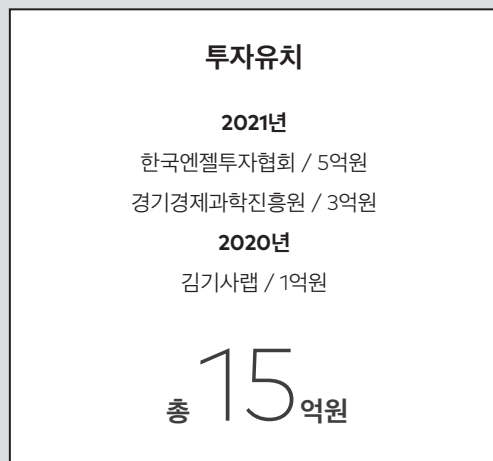 투자유치
2021년
한국엔젤투자협회 / 5억원
경기경제과학진흥원 / 3억원
2020년
김기사랩 / 1억원
총 15억원